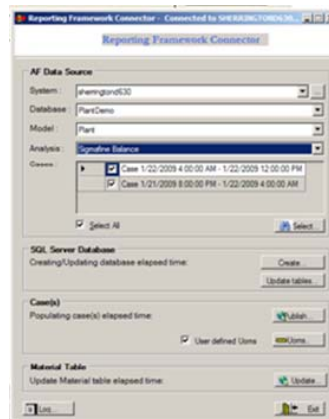 Reporting Framework Connector - Connected to SHERRINGTOND630...
Reporting Framework Connector
AF Data Source
System: sherringtond630 ...
Database: PlantDemo
Model: Plant
Analysis: Sigmafine Balance
Cases:
Case 1/22/2009 4:00:00 AM - 1/22/2009 12:00:00 PM
Case 1/21/2009 8:00:00 PM - 1/22/2009 4:00:00 AM
Select All Select...
SQL Server Database
Creating/Updating database elapsed time: Create...
Update tables...
Case(s)
Populating case(s) elapsed time: Publish...
User defined Uoms Uoms...
Material Table
Update Material table elapsed time: Update...
Log... Exit